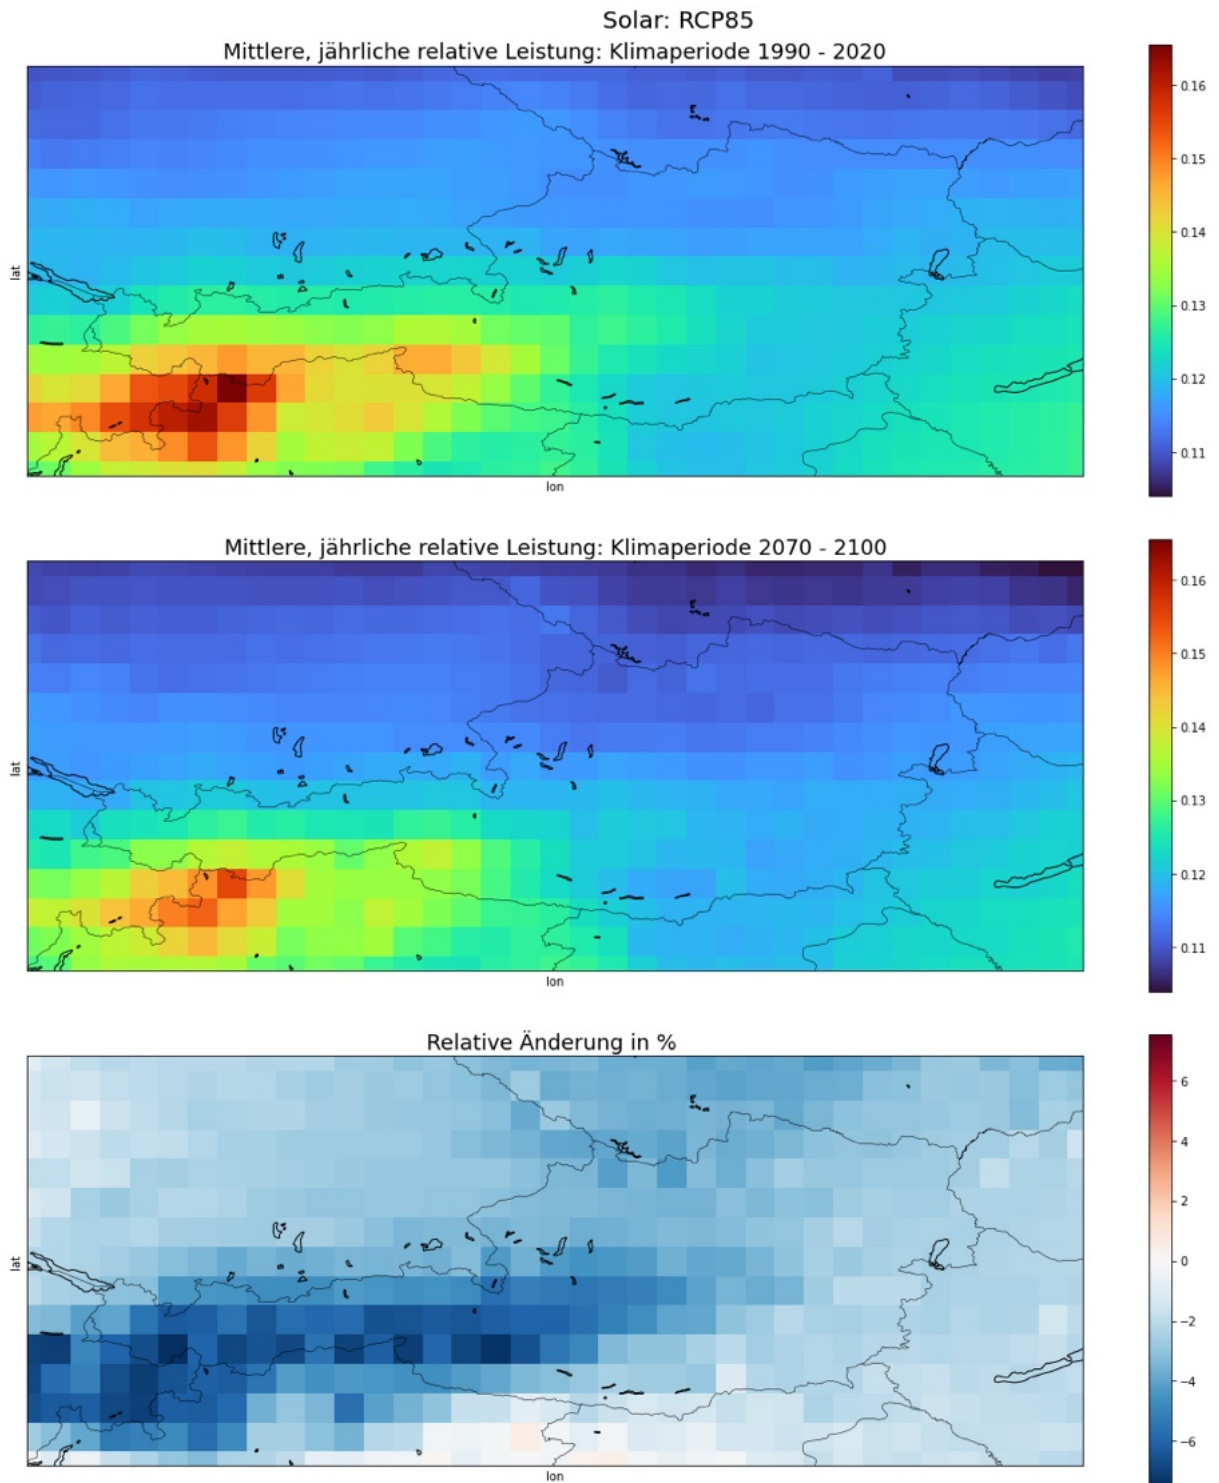 Solar: RCP85
Mittlere, jährliche relative Leistung: Klimaperiode 1990 - 2020
0.16
0.15
0.14
0.13
0.12
0.11
lat
lon
Mittlere, jährliche relative Leistung: Klimaperiode 2070 - 2100
0.16
0.15
0.14
0.13
0.12
0.11
lat
lon
Relative Änderung in %
6
4
2
0
−2
−4
−6
lat
lon